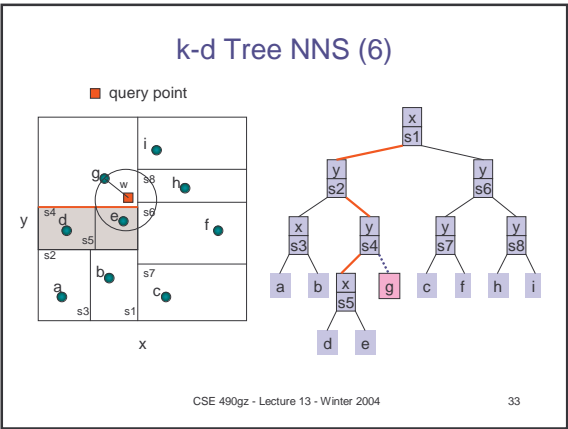 k-d Tree NNS (6)
query point
i
g
w
s8
h
s4
d
e
s6
y
s5
f
s2
b
s7
a
c
s3
s1
x
x
s1
y
s2
y
s6
x
s3
y
s4
y
s7
y
s8
a
b
x
s5
g
c
f
h
i
d
e
CSE 490gz - Lecture 13 - Winter 2004
33